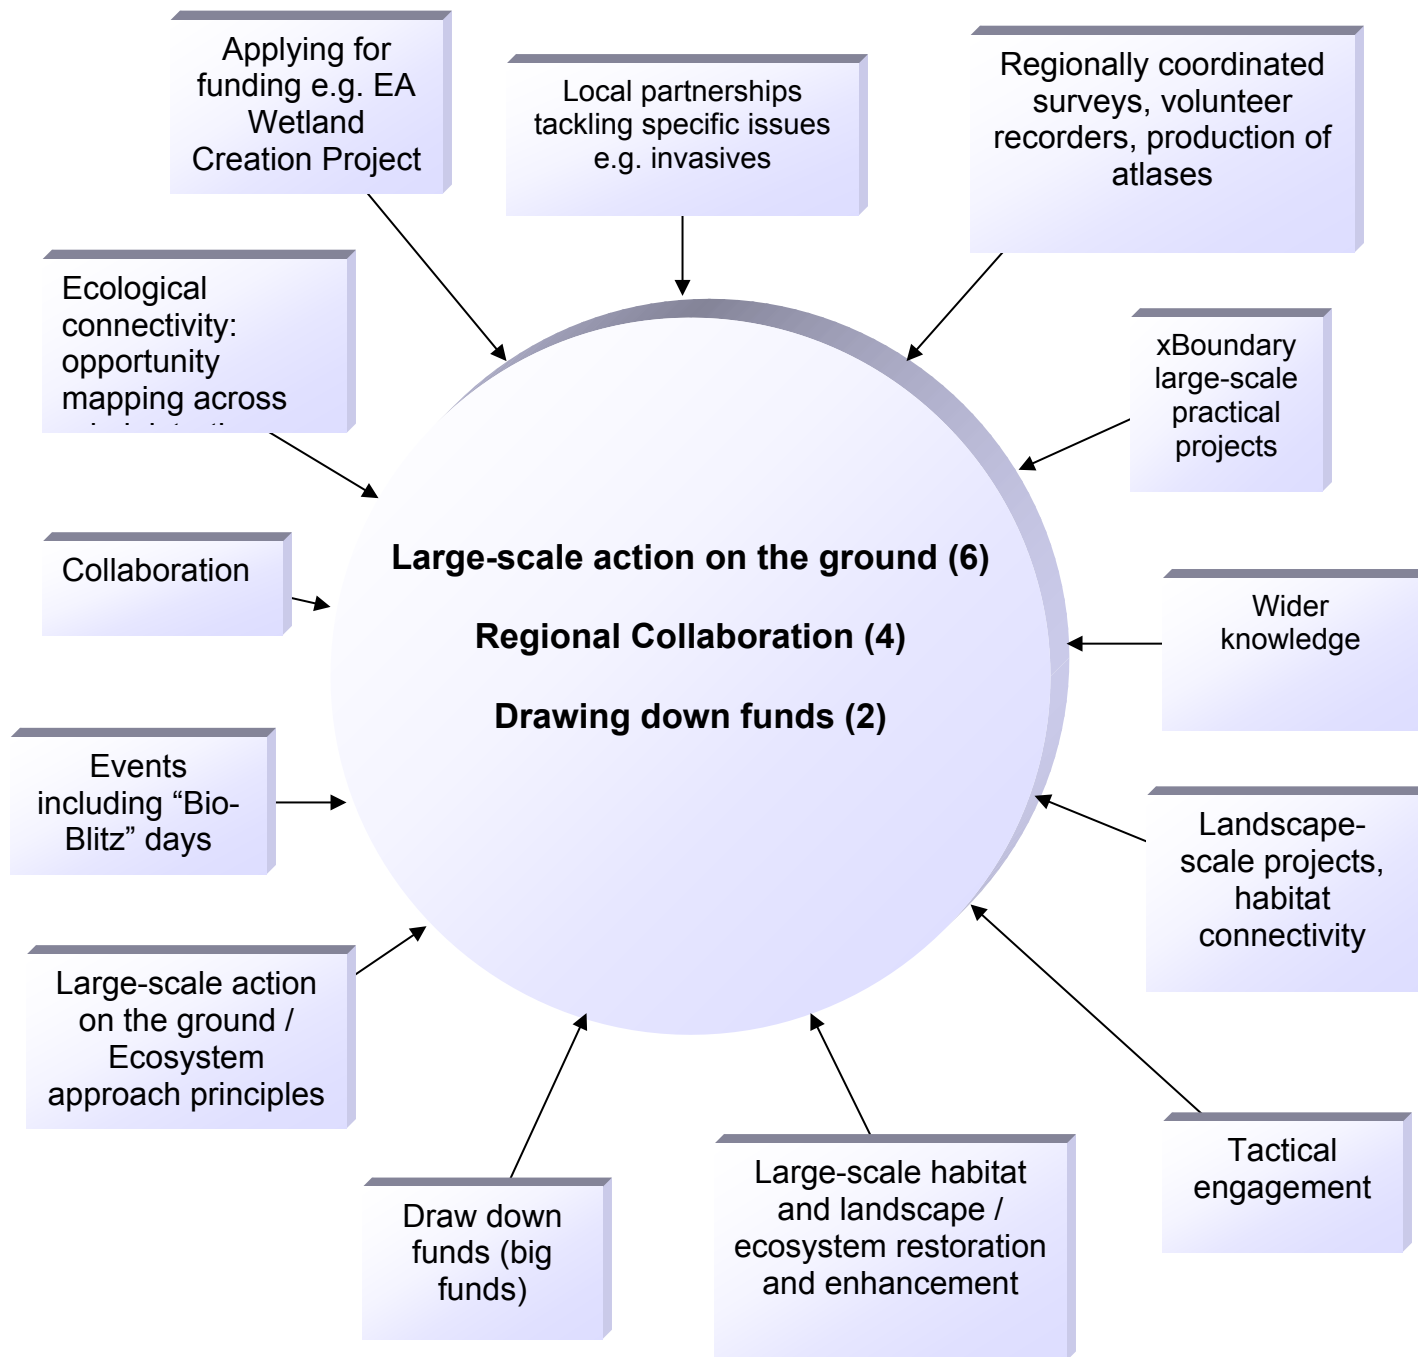 Applying for
funding e.g. EA
Wetland
Creation Project
Local partnerships
tackling specific issues
e.g. invasives
Regionally coordinated
surveys, volunteer
recorders, production of
atlases
Ecological
connectivity:
opportunity
mapping across
xBoundary
large-scale
practical
projects
Large-scale action on the ground (6)
Regional Collaboration (4)
Drawing down funds (2)
Collaboration
Wider
knowledge
Events
including “Bio-
Blitz” days
Landscape-
scale projects,
habitat
connectivity
Large-scale action
on the ground /
Ecosystem
approach principles
Draw down
funds (big
funds)
Large-scale habitat
and landscape /
ecosystem restoration
and enhancement
Tactical
engagement